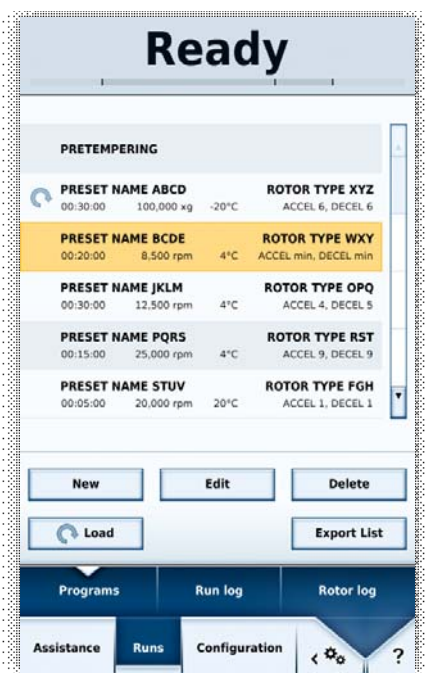 Ready
PRETEMPERING
PRESET NAME ABCD ROTOR TYPE XYZ
00:30:00 100,000 xg -20°C ACCEL 6, DECEL 6
PRESET NAME BCDE ROTOR TYPE WXY
00:20:00 8,500 rpm 4°C ACCEL min, DECEL min
PRESET NAME JKLM ROTOR TYPE OPQ
00:30:00 12,500 rpm 4°C ACCEL 4, DECEL 5
PRESET NAME PQRS ROTOR TYPE RST
00:15:00 25,000 rpm 4°C ACCEL 9, DECEL 9
PRESET NAME STUV ROTOR TYPE FGH
00:05:00 20,000 rpm 20°C ACCEL 1, DECEL 1
New Edit Delete
Load Export List
Programs Run log Rotor log
Assistance Runs Configuration < ?